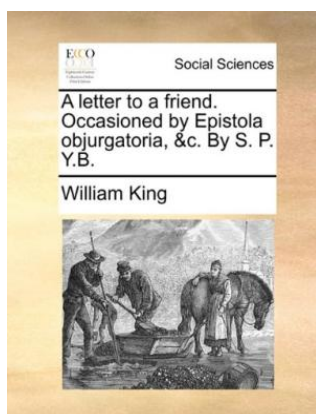 ECCO
Social Sciences
A letter to a friend.
Occasioned by Epistola
objurgatoria, &c. By S. P.
Y.B.
William King